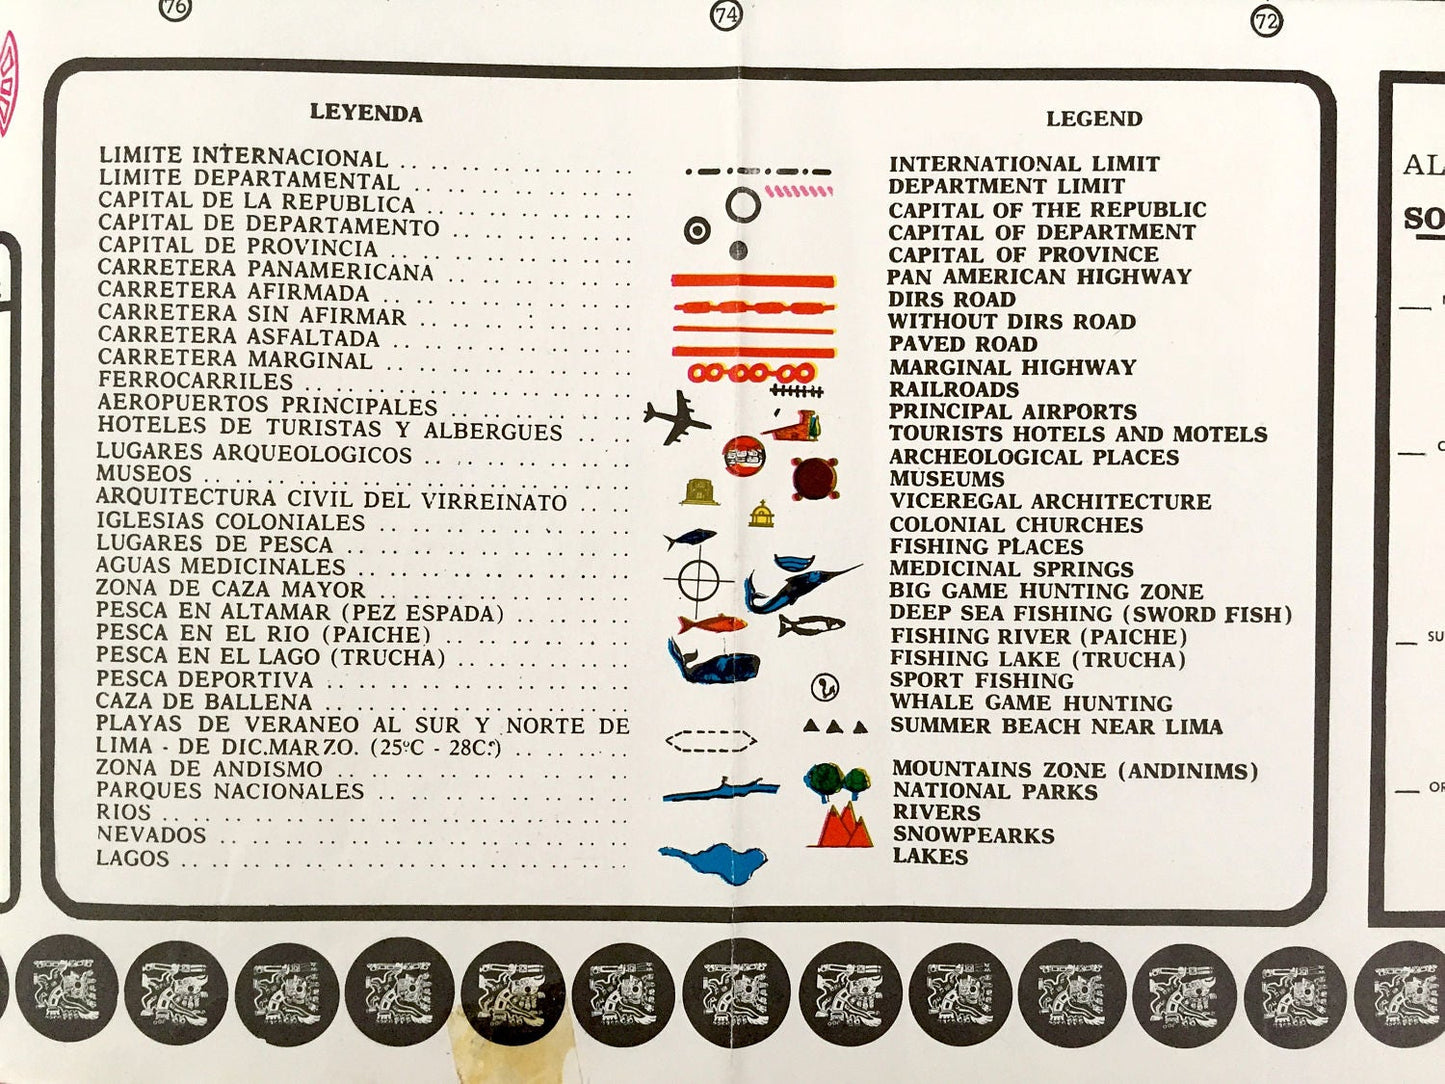 76
74
72
LEYENDA
LIMITE INTERNACIONAL
LIMITE DEPARTAMENTAL
CAPITAL DE LA REPUBLICA
CAPITAL DE DEPARTAMENTO
CAPITAL DE PROVINCIA
CARRETERA PANAMERICANA
CARRETERA AFIRMADA
CARRETERA SIN AFIRMAR
CARRETERA ASFALTADA
CARRETERA MARGINAL
FERROCARRILES
AEROPUERTOS PRINCIPALES
HOTELES DE TURISTAS Y ALBERGUES
LUGARES ARQUEOLOGICOS
MUSEOS
ARQUITECTURA CIVIL DEL VIRREINATO
IGLESIAS COLONIALES
LUGARES DE PESCA
AGUAS MEDICINALES
ZONA DE CAZA MAYOR
PESCA EN ALTAMAR (PEZ ESPADA)
PESCA EN EL RIO (PAICHE)
PESCA EN EL LAGO (TRUCHA)
PESCA DEPORTIVA
CAZA DE BALLENA
PLAYAS DE VERANEO AL SUR Y NORTE DE
LIMA - DE DIC.MARZO. (25°C - 28C°)
ZONA DE ANDISMO
PARQUES NACIONALES
RIOS
NEVADOS
LAGOS
LEGEND
INTERNATIONAL LIMIT
DEPARTMENT LIMIT
CAPITAL OF THE REPUBLIC
CAPITAL OF DEPARTMENT
CAPITAL OF PROVINCE
PAN AMERICAN HIGHWAY
DIRS ROAD
WITHOUT DIRS ROAD
PAVED ROAD
MARGINAL HIGHWAY
RAILROADS
PRINCIPAL AIRPORTS
TOURISTS HOTELS AND MOTELS
ARCHEOLOGICAL PLACES
MUSEUMS
VICEREGAL ARCHITECTURE
COLONIAL CHURCHES
FISHING PLACES
MEDICINAL SPRINGS
BIG GAME HUNTING ZONE
DEEP SEA FISHING (SWORD FISH)
FISHING RIVER (PAICHE)
FISHING LAKE (TRUCHA)
SPORT FISHING
WHALE GAME HUNTING
SUMMER BEACH NEAR LIMA
MOUNTAINS ZONE (ANDINIMS)
NATIONAL PARKS
RIVERS
SNOWPEARKS
LAKES
AL
SO
SU
OR